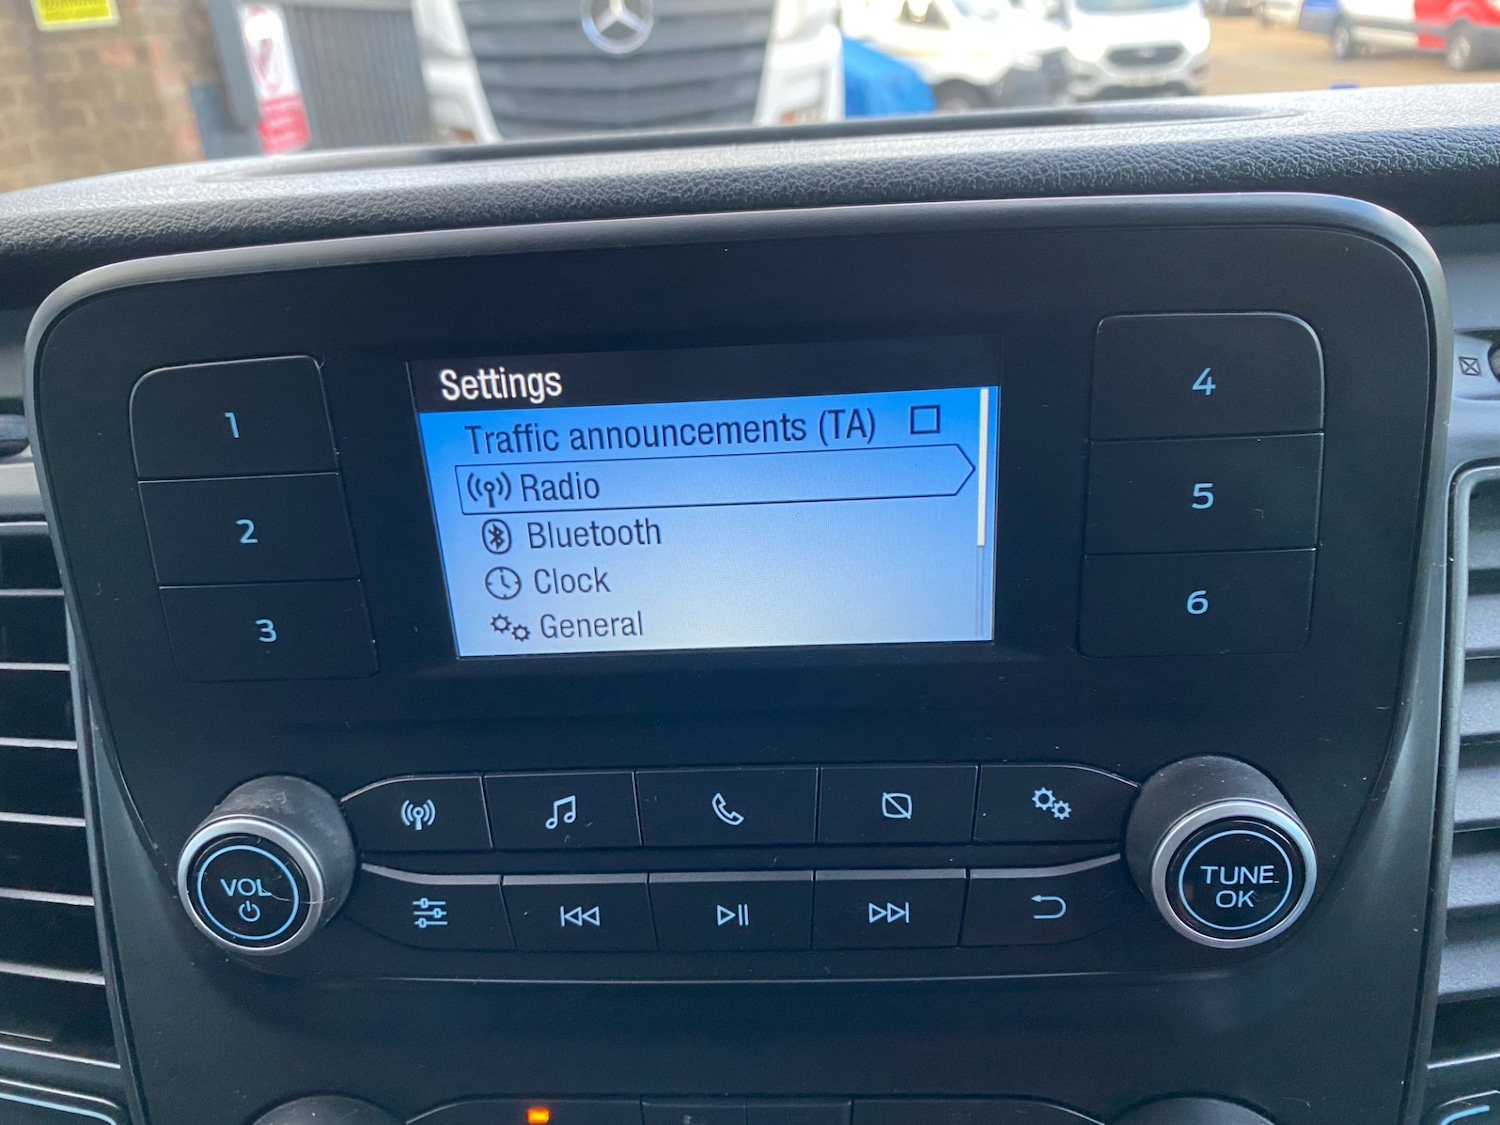 Settings
Traffic announcements (TA)
Radio
Bluetooth
Clock
General
1
2
3
4
5
6
VOL
TUNE
OK